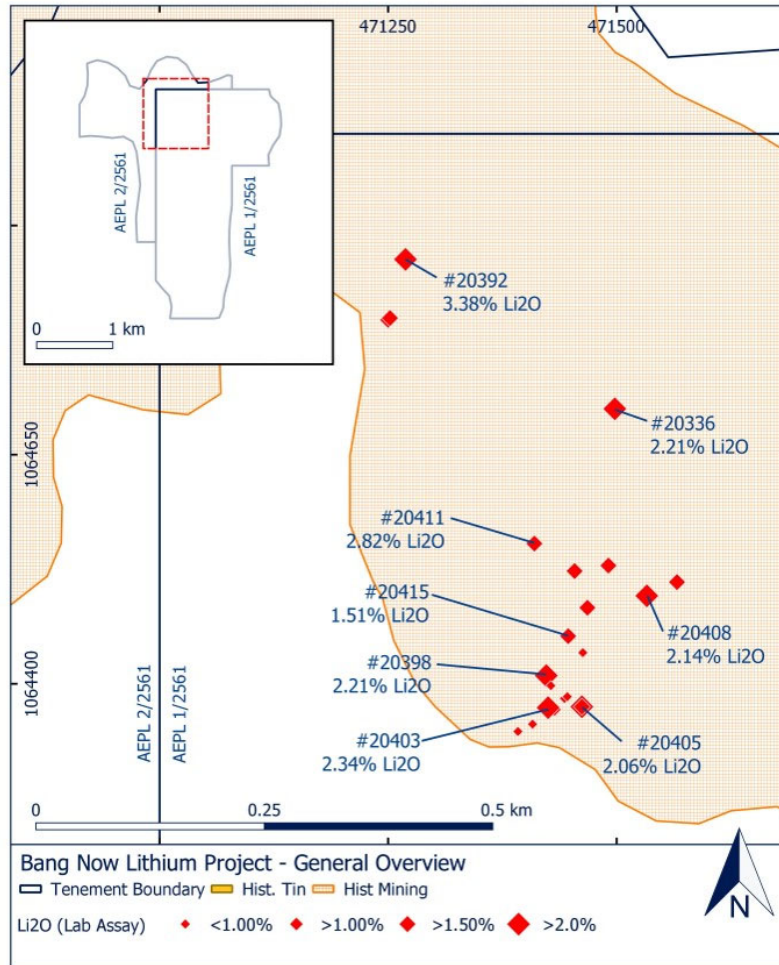 471250
471500
AEPL 2/2561
AEPL 1/2561
0
1 km
#20392
3.38% Li2O
#20336
2.21% Li2O
1064650
#20411
2.82% Li2O
#20415
1.51% Li2O
#20408
2.14% Li2O
#20398
2.21% Li2O
1064400
#20403
2.34% Li2O
#20405
2.06% Li2O
AEPL 2/2561
AEPL 1/2561
0
0.25
0.5 km
Bang Now Lithium Project - General Overview
Tenement Boundary
Hist. Tin
Hist Mining
Li2O (Lab Assay)
<1.00%
>1.00%
>1.50%
>2.0%
N